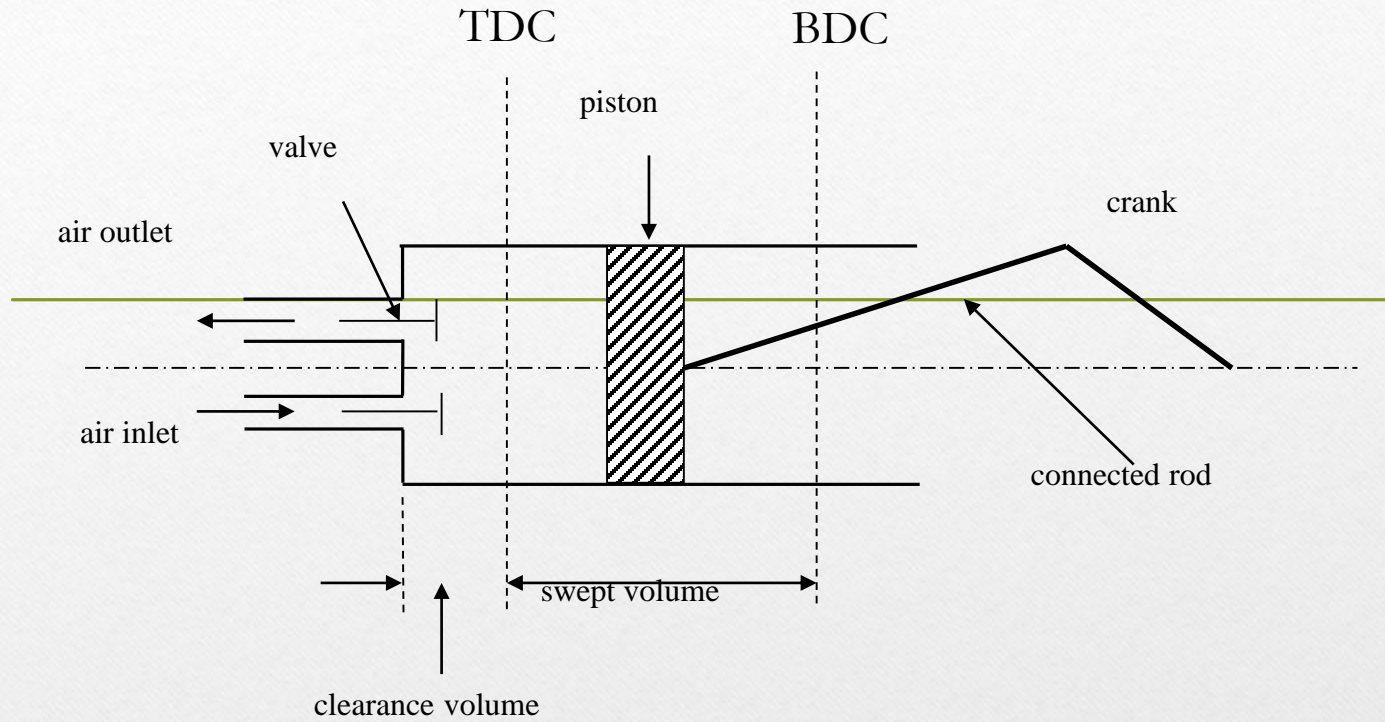 TDC
BDC
piston
valve
crank
air outlet
air inlet
connected rod
swept volume
clearance volume